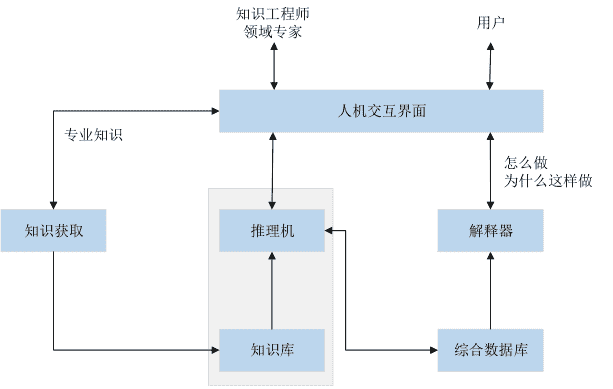 知识工程师
领域专家
用户
人机交互界面
专业知识
怎么做
为什么这样做
知识获取
推理机
解释器
知识库
综合数据库